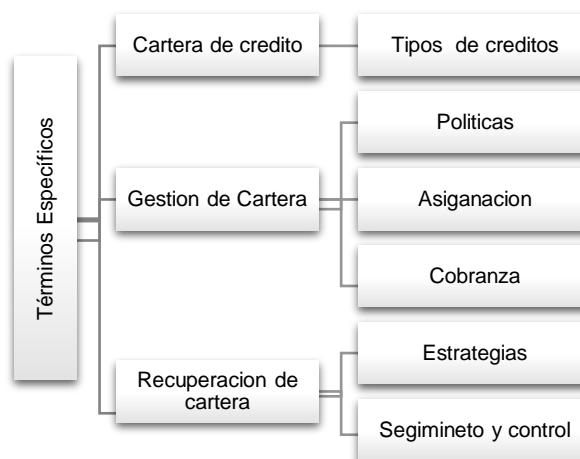 Términos Específicos
Cartera de credito
Tipos de creditos
Gestion de Cartera
Politicas
Asiganacion
Cobranza
Recuperacion de
cartera
Estrategias
Segimineto y control